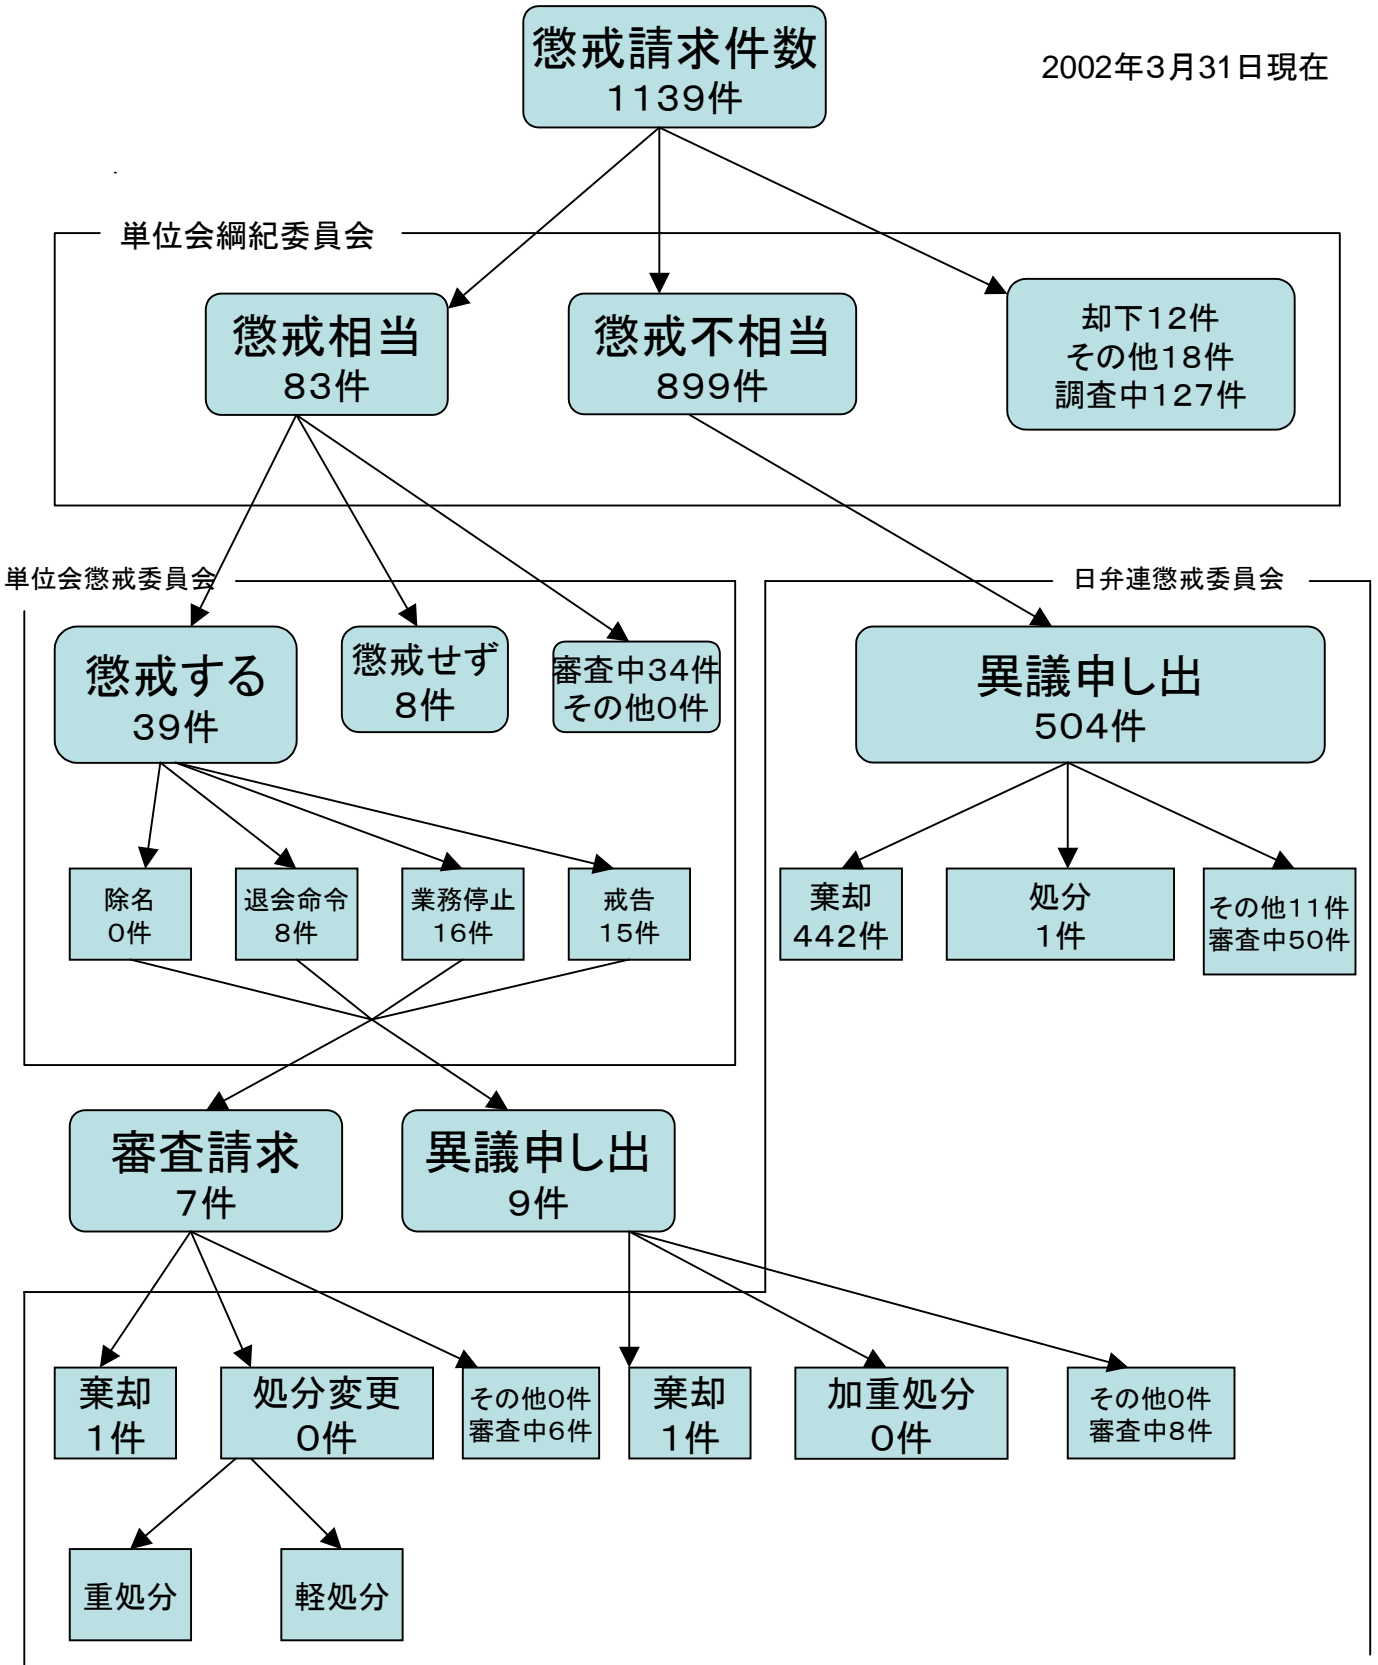 懲戒請求件数
1139件
2002年3月31日現在
単位会綱紀委員会
懲戒相当
83件
懲戒不相当
899件
却下12件
その他18件
調査中127件
単位会懲戒委員会
日弁連懲戒委員会
懲戒する
39件
懲戒せず
8件
審査中34件
その他0件
異議申し出
504件
除名
0件
退会命令
8件
業務停止
16件
戒告
15件
棄却
442件
処分
1件
その他11件
審査中50件
審査請求
7件
異議申し出
9件
棄却
1件
処分変更
0件
その他0件
審査中6件
棄却
1件
加重処分
0件
その他0件
審査中8件
重処分
軽処分